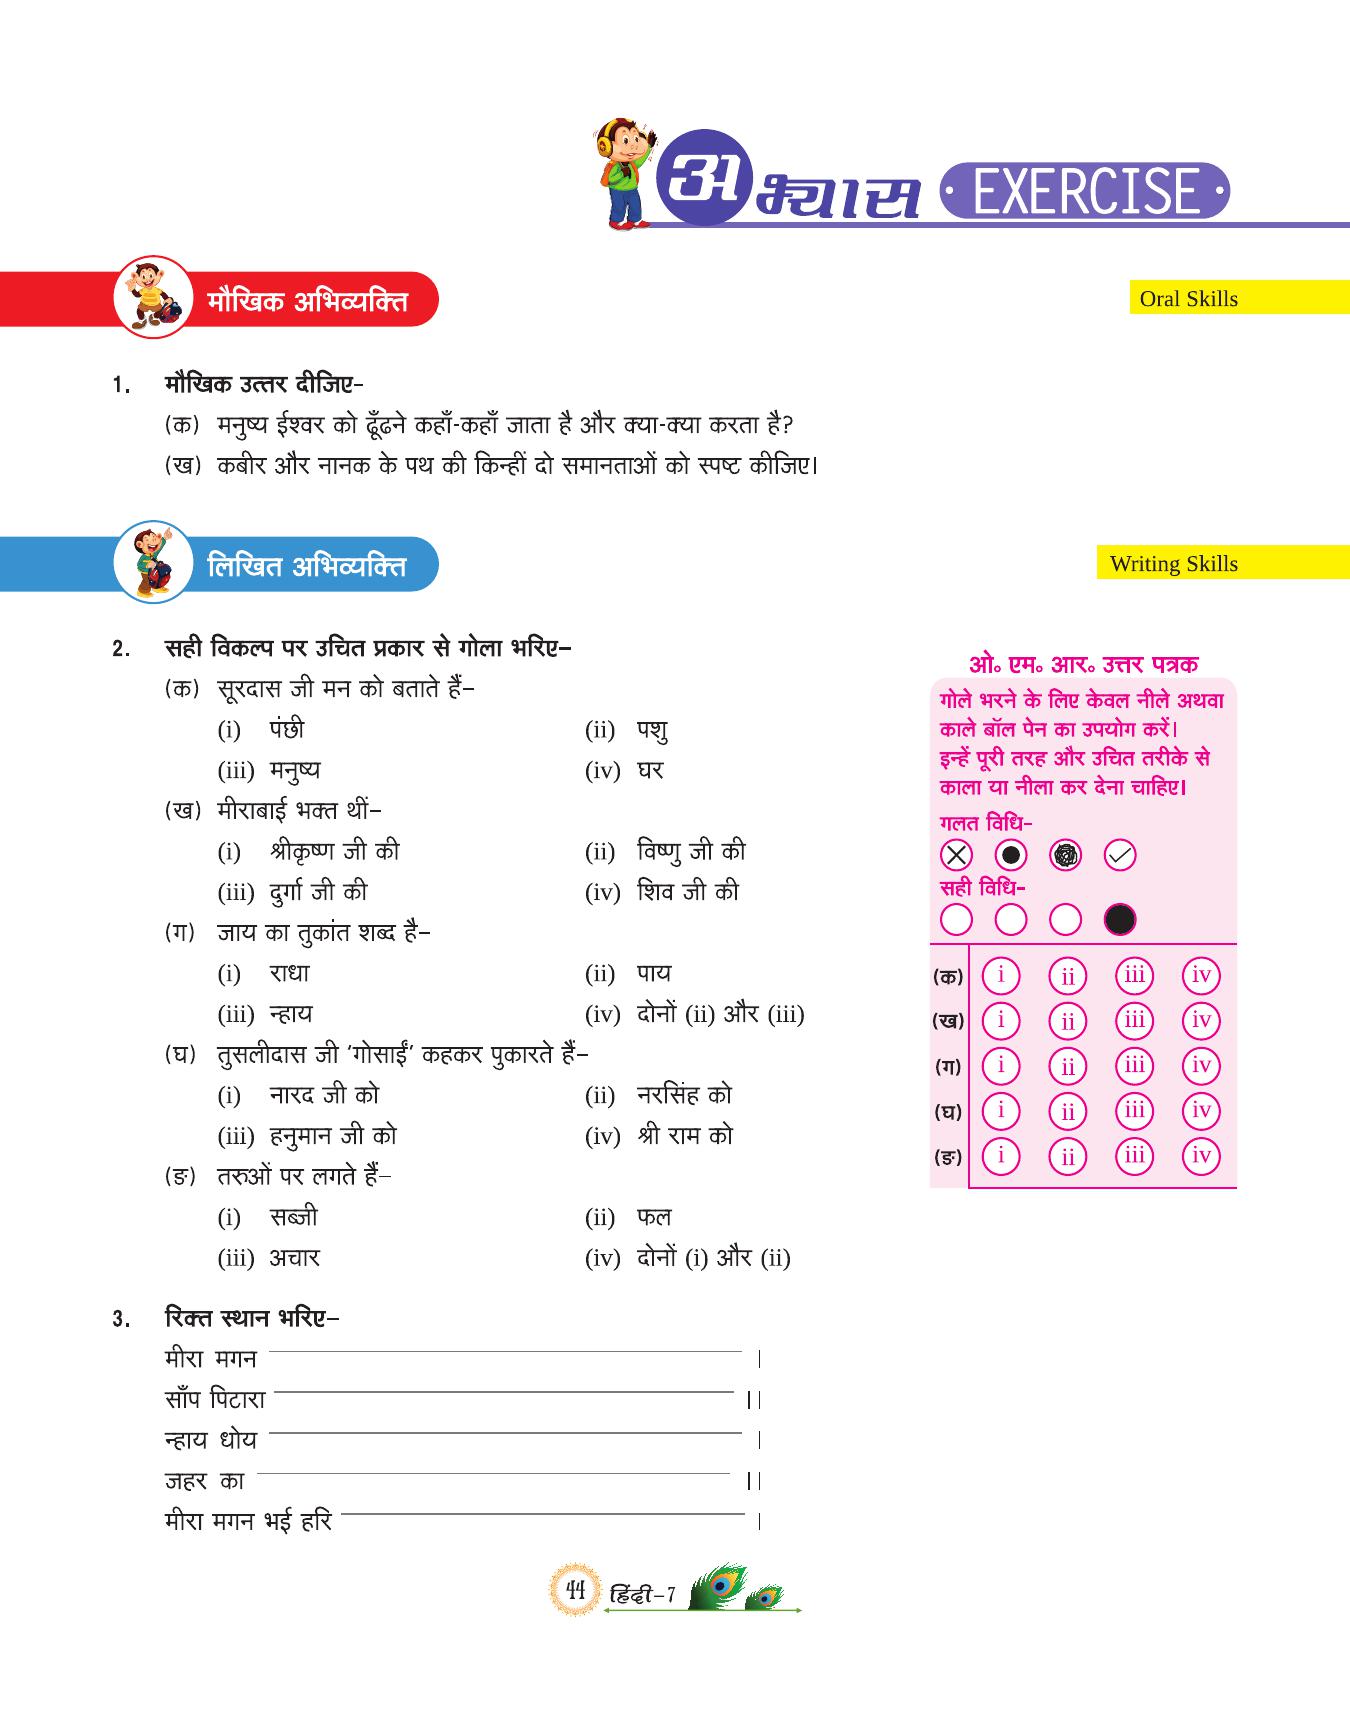 अभ्यास EXERCISE
मौखिक अभिव्यक्ति
Oral Skills
1. मौखिक उत्तर दीजिए–
(क) मनुष्य ईश्वर को ढूँढने कहाँ-कहाँ जाता है और क्या-क्या करता है?
(ख) कबीर और नानक के पथ की किन्हीं दो समानताओं को स्पष्ट कीजिए।
लिखित अभिव्यक्ति
Writing Skills
2. सही विकल्प पर उचित प्रकार से गोला भरिए–
(क) सूरदास जी मन को बताते हैं–
(i) पंछी (ii) पशु
(iii) मनुष्य (iv) घर
(ख) मीराबाई भक्त थीं–
(i) श्रीकृष्ण जी की (ii) विष्णु जी की
(iii) दुर्गा जी की (iv) शिव जी की
(ग) जाय का तुकांत शब्द है–
(i) राधा (ii) पाय
(iii) न्हाय (iv) दोनों (ii) और (iii)
(घ) तुसलीदास जी ’गोसाईं’ कहकर पुकारते हैं–
(i) नारद जी को (ii) नरसिंह को
(iii) हनुमान जी को (iv) श्री राम को
(ङ) तरुओं पर लगते हैं–
(i) सब्जी (ii) फल
(iii) अचार (iv) दोनों (i) और (ii)
ओ॰ एम॰ आर॰ उत्तर पत्रक
गोले भरने के लिए केवल नीले अथवा
काले बॉल पेन का उपयोग करें।
इन्हें पूरी तरह और उचित तरीके से
काला या नीला कर देना चाहिए।
गलत विधि–
सही विधि–
(क) i ii iii iv
(ख) i ii iii iv
(ग) i ii iii iv
(घ) i ii iii iv
(ङ) i ii iii iv
3. रिक्त स्थान भरिए–
मीरा मगन ।
साँप पिटारा ।।
न्हाय धोय ।
जहर का ।।
मीरा मगन भई हरि ।
44 हिंदी–7